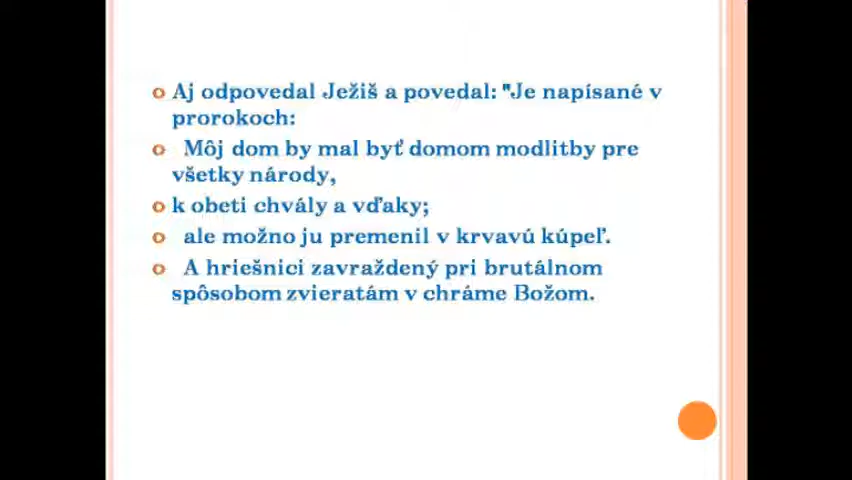 Aj odpovedal Ježiš a povedal: "Je napísané v
prorokoch:
Môj dom by mal byť domom modlitby pre
všetky národy,
k obeti chvály a vďaky;
ale možno ju premenil v krvavú kúpeľ.
A hriešnici zavraždený pri brutálnom
spôsobom zvieratám v chráme Božom.